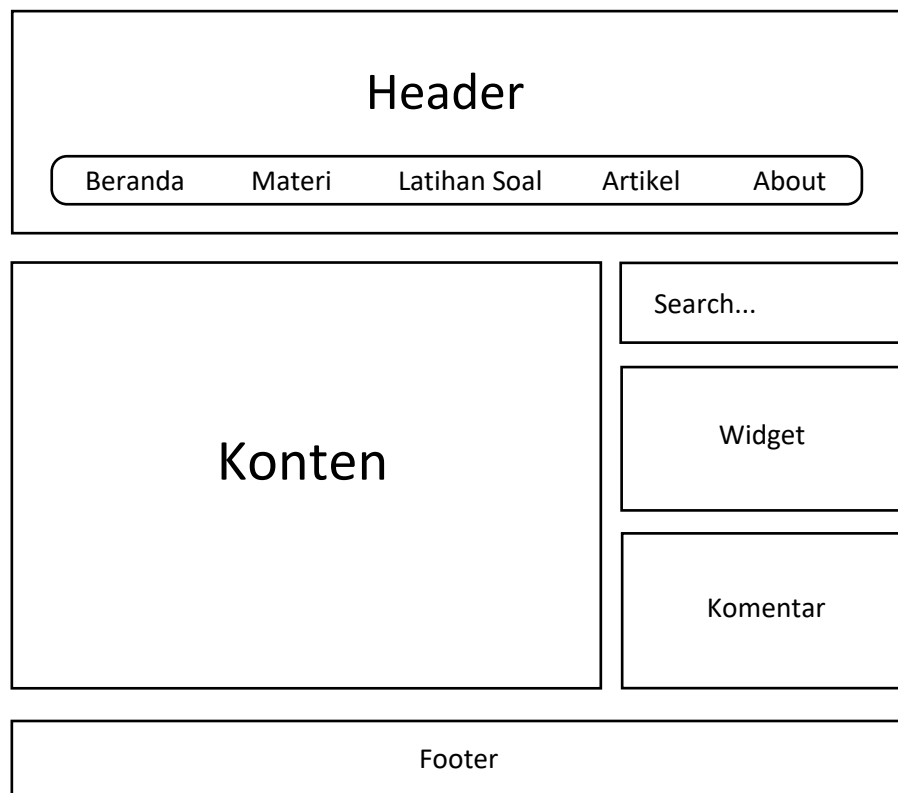 Header
Beranda Materi Latihan Soal Artikel About
Search...
Konten
Widget
Komentar
Footer